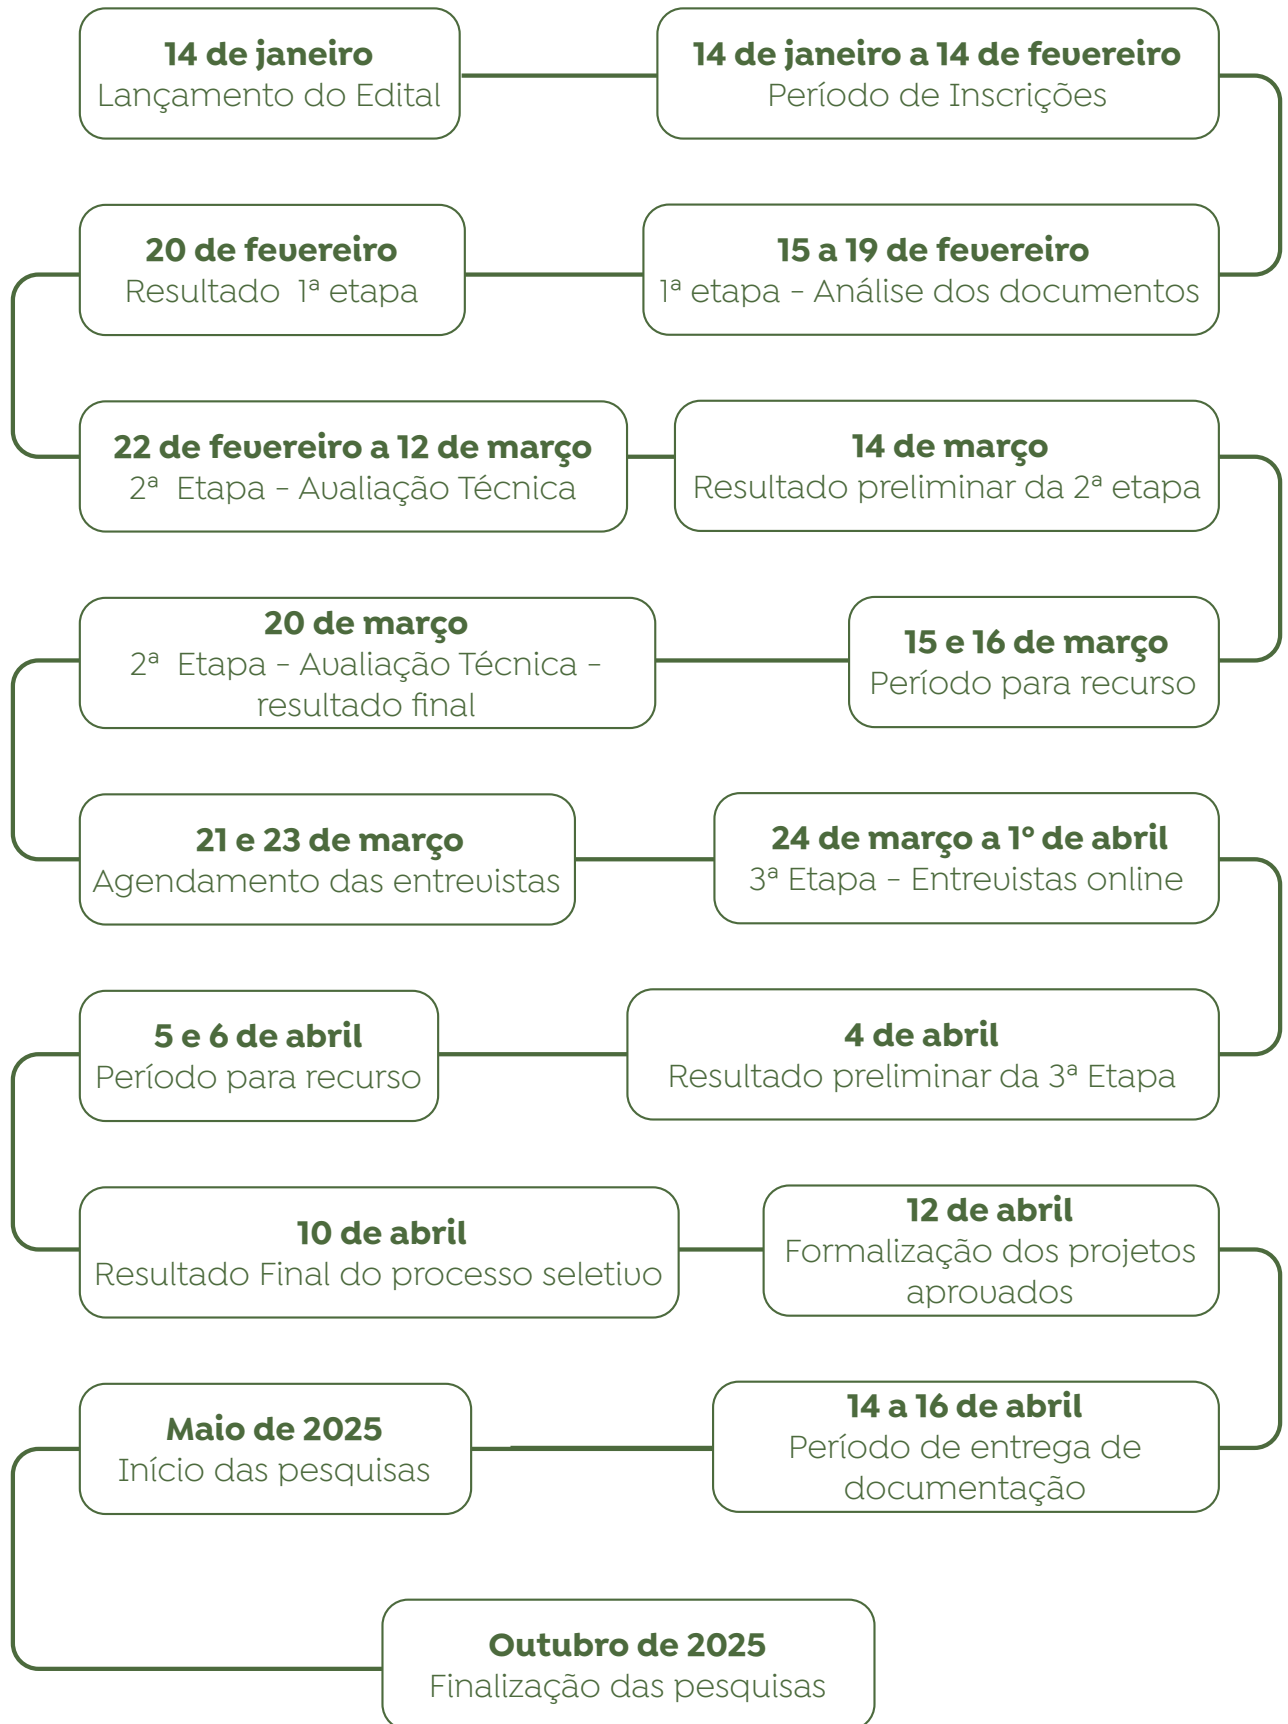 14 de janeiro
Lançamento do Edital
14 de janeiro a 14 de fevereiro
Período de Inscrições
15 a 19 de fevereiro
1ª etapa - Análise dos documentos
20 de fevereiro
Resultado 1ª etapa
22 de fevereiro a 12 de março
2ª Etapa - Avaliação Técnica
14 de março
Resultado preliminar da 2ª etapa
15 e 16 de março
Período para recurso
20 de março
2ª Etapa - Avaliação Técnica -
resultado final
21 e 23 de março
Agendamento das entrevistas
24 de março a 1º de abril
3ª Etapa - Entrevistas online
4 de abril
Resultado preliminar da 3ª Etapa
5 e 6 de abril
Período para recurso
10 de abril
Resultado Final do processo seletivo
12 de abril
Formalização dos projetos
aprovados
14 a 16 de abril
Período de entrega de
documentação
Maio de 2025
Início das pesquisas
Outubro de 2025
Finalização das pesquisas